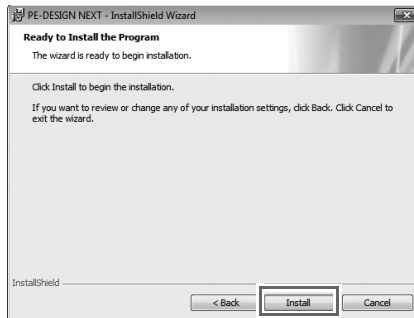 PE-DESIGN NEXT - InstallShield Wizard
Ready to Install the Program
The wizard is ready to begin installation.
Click Install to begin the installation.
If you want to review or change any of your installation settings, click Back. Click Cancel to
exit the wizard.
InstallShield
< Back Install Cancel